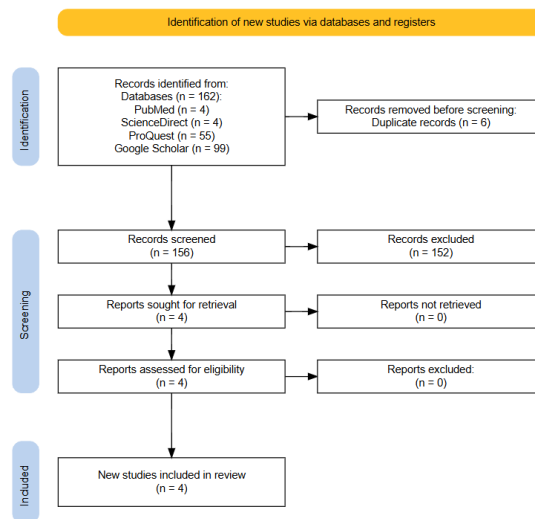 Identification of new studies via databases and registers
Identification
Records identified from:
Databases (n = 162):
PubMed (n = 4)
ScienceDirect (n = 4)
ProQuest (n = 55)
Google Scholar (n = 99)
Records removed before screening:
Duplicate records (n = 6)
Screening
Records screened
(n = 156)
Records excluded
(n = 152)
Reports sought for retrieval
(n = 4)
Reports not retrieved
(n = 0)
Reports assessed for eligibility
(n = 4)
Reports excluded:
(n = 0)
Included
New studies included in review
(n = 4)